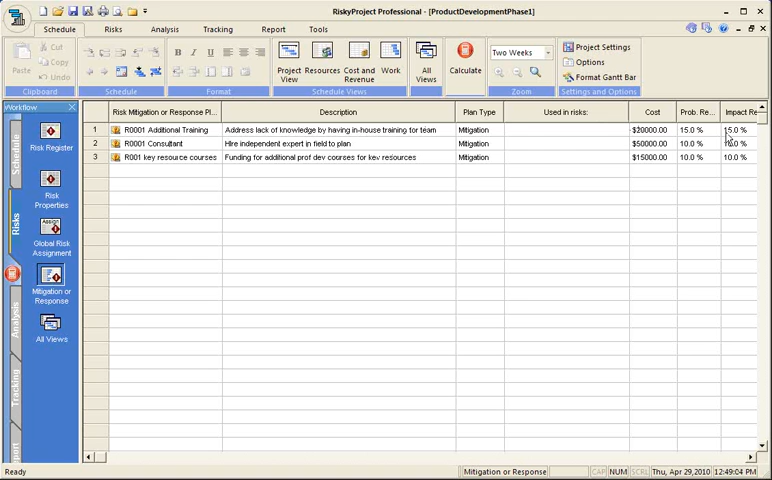 RiskyProject Professional - [ProductDevelopmentPhase1]
Schedule Risks Analysis Tracking Report Tools
Paste Cut Copy Undo
B I U
Project View Resources Cost and Revenue Work All Views Calculate
Two Weeks
Project Settings
Options
Format Gantt Bar
Clipboard Schedule Format Schedule Views Zoom Settings and Options
Workflow
Schedule
Risks
Analysis
Tracking
Risk Register
Risk Properties
Global Risk Assignment
Mitigation or Response
All Views
Risk Mitigation or Response Pl... Description Plan Type Used in risks: Cost Prob. Re... Impact Re
1 R0001 Additional Training Address lack of knowledge by having in-house training for team Mitigation $20000.00 15.0 % 15.0 %
2 R0001 Consultant Hire independent expert in field to plan Mitigation $50000.00 10.0 %
3 R001 key resource courses Funding for additional prof dev courses for key resources Mitigation $15000.00 10.0 % 10.0 %
Ready Mitigation or Response CAP NUM SCRL Thu, Apr 29,2010 12:49:04 PM